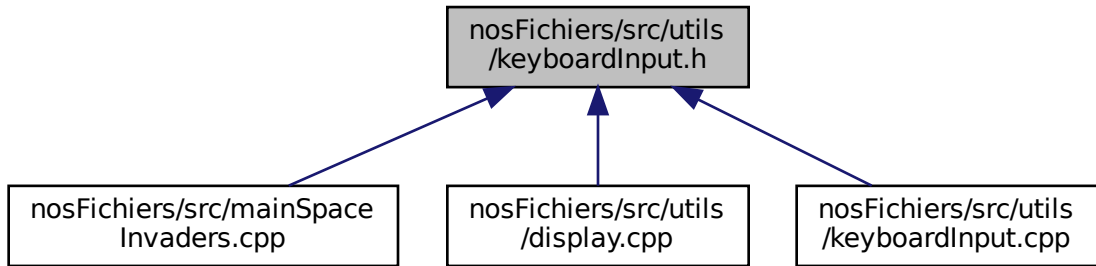 nosFichiers/src/utils
/keyboardInput.h
nosFichiers/src/mainSpace
Invaders.cpp
nosFichiers/src/utils
/display.cpp
nosFichiers/src/utils
/keyboardInput.cpp